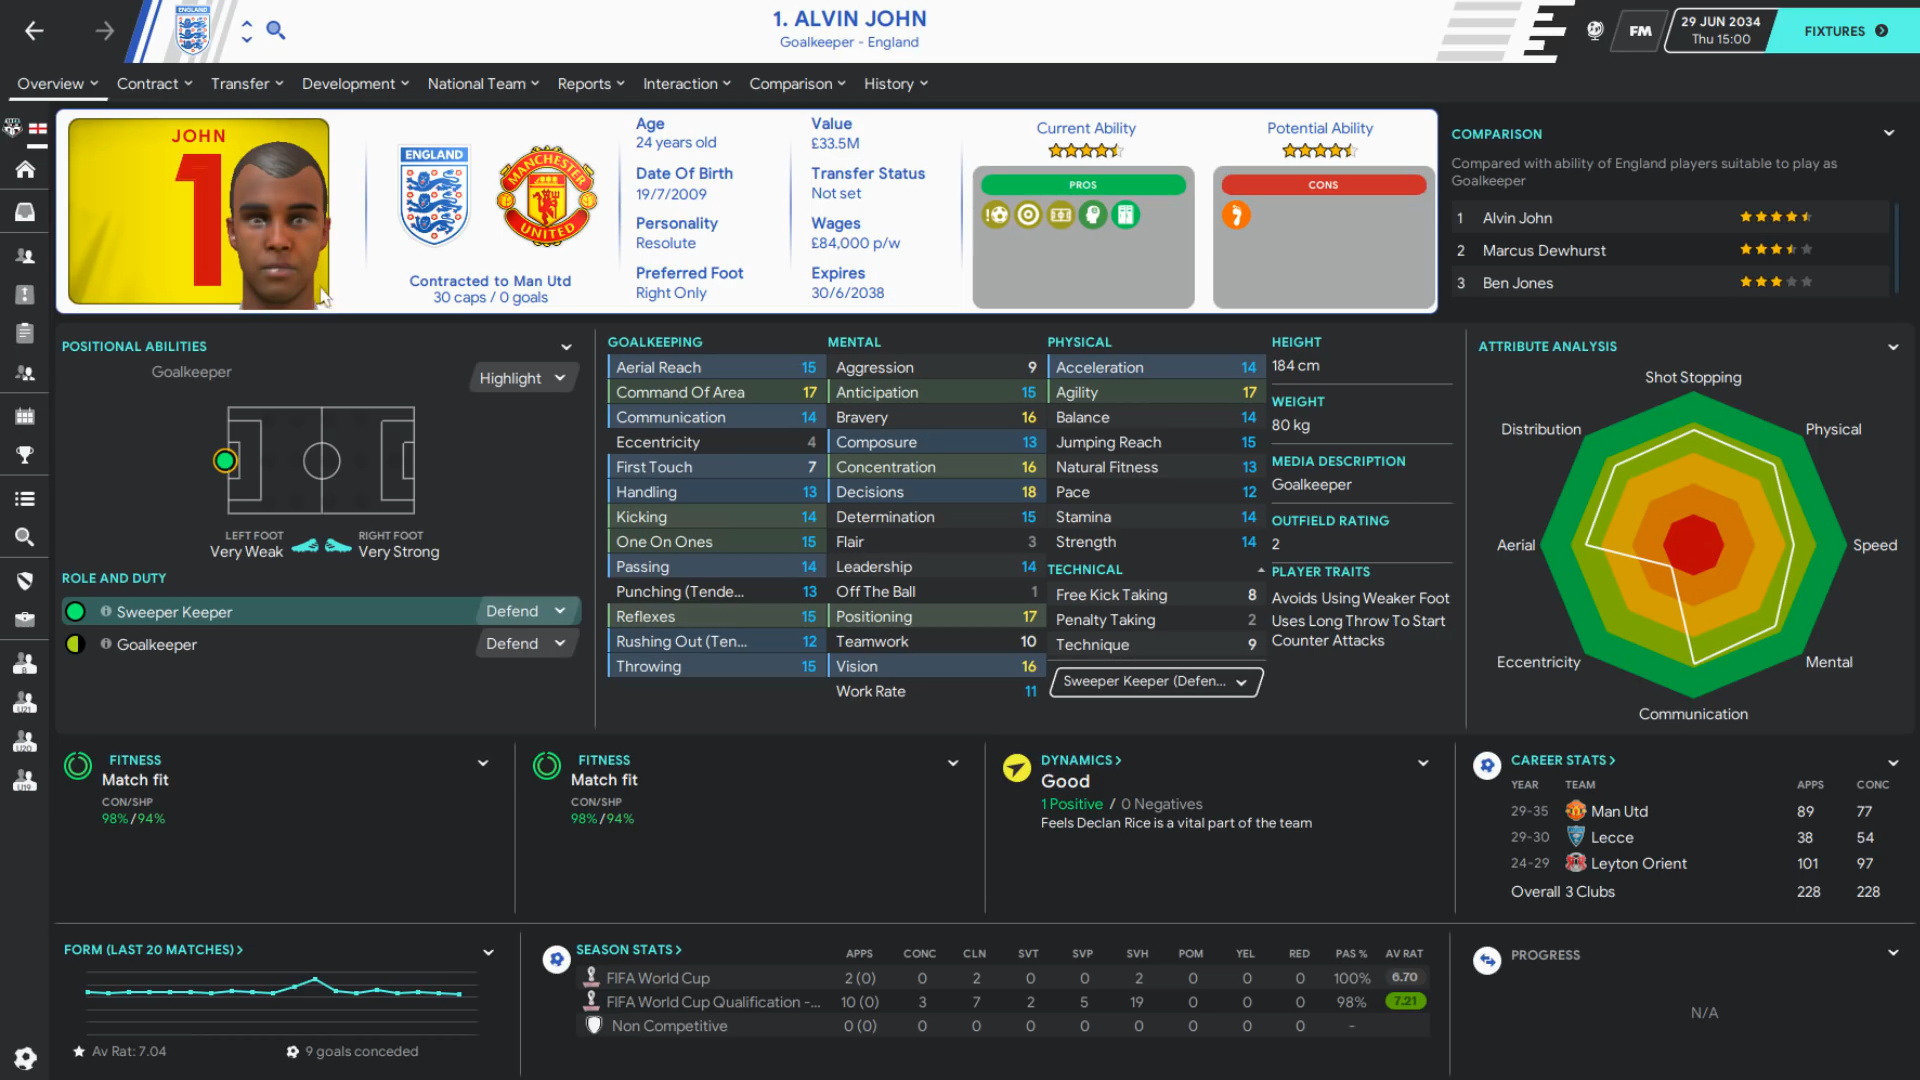 1. ALVIN JOHN
Goalkeeper - England
FM
29 JUN 2034
Thu 15:00
FIXTURES
Overview
Contract
Transfer
Development
National Team
Reports
Interaction
Comparison
History
JOHN
1
ENGLAND
MANCHESTER
UNITED
Contracted to Man Utd
30 caps / 0 goals
Age
24 years old
Date Of Birth
19/7/2009
Personality
Resolute
Preferred Foot
Right Only
Value
£33.5M
Transfer Status
Not set
Wages
£84,000 p/w
Expires
30/6/2038
Current Ability
PROS
Potential Ability
CONS
COMPARISON
Compared with ability of England players suitable to play as
Goalkeeper
1 Alvin John
2 Marcus Dewhurst
3 Ben Jones
POSITIONAL ABILITIES
Goalkeeper
Highlight
LEFT FOOT
Very Weak
RIGHT FOOT
Very Strong
ROLE AND DUTY
Sweeper Keeper Defend
Goalkeeper Defend
GOALKEEPING
Aerial Reach 15
Command Of Area 17
Communication 14
Eccentricity 4
First Touch 7
Handling 13
Kicking 14
One On Ones 15
Passing 14
Punching (Tende... 13
Reflexes 15
Rushing Out (Ten... 12
Throwing 15
MENTAL
Aggression 9
Anticipation 15
Bravery 16
Composure 13
Concentration 16
Decisions 18
Determination 15
Flair 3
Leadership 14
Off The Ball 1
Positioning 17
Teamwork 10
Vision 16
Work Rate 11
PHYSICAL
Acceleration 14
Agility 17
Balance 14
Jumping Reach 15
Natural Fitness 13
Pace 12
Stamina 14
Strength 14
TECHNICAL
Free Kick Taking 8
Penalty Taking 2
Technique 9
Sweeper Keeper (Defen...
HEIGHT
184 cm
WEIGHT
80 kg
MEDIA DESCRIPTION
Goalkeeper
OUTFIELD RATING
2
PLAYER TRAITS
Avoids Using Weaker Foot
Uses Long Throw To Start
Counter Attacks
ATTRIBUTE ANALYSIS
Shot Stopping
Distribution
Physical
Aerial
Speed
Eccentricity
Mental
Communication
FITNESS
Match fit
CON/SHP
98%/94%
FITNESS
Match fit
CON/SHP
98%/94%
DYNAMICS
Good
1 Positive / 0 Negatives
Feels Declan Rice is a vital part of the team
CAREER STATS
YEAR TEAM APPS CONC
29-35 Man Utd 89 77
29-30 Lecce 38 54
24-29 Leyton Orient 101 97
Overall 3 Clubs 228 228
FORM (LAST 20 MATCHES)
Av Rat: 7.04
9 goals conceded
SEASON STATS APPS CONC CLN SVT SVP SVH POM YEL RED PAS % AV RAT
FIFA World Cup 2 (0) 0 2 0 0 2 0 0 0 100% 6.70
FIFA World Cup Qualification -... 10 (0) 3 7 2 5 19 0 0 0 98% 7.21
Non Competitive 0 (0) 0 0 0 0 0 0 0 0 -
PROGRESS
N/A
U21
U20
U19